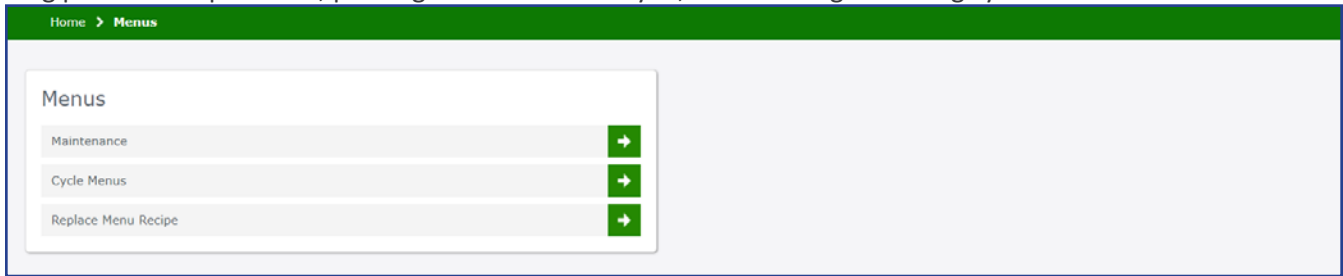 Home > Menus
Menus
Maintenance
Cycle Menus
Replace Menu Recipe